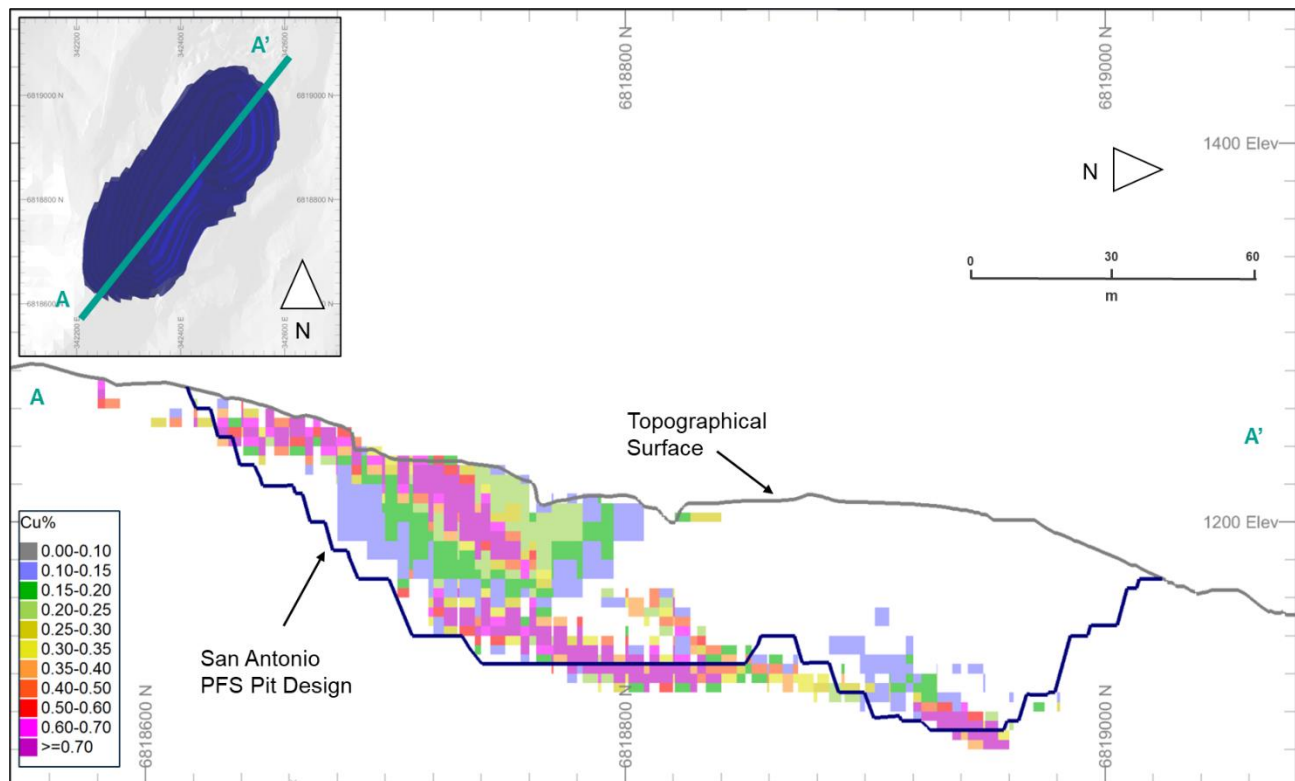 A'
342200 E
342400 E
342600 E
6819000 N
6819000 N
6818800 N
6818800 N
6818600 N
A
N
342200 E
342400 E
342600 E
6818800 N
6819000 N
1400 Elev
N
0 30 60
m
A
Topographical
Surface
A'
1200 Elev
Cu%
0.00-0.10
0.10-0.15
0.15-0.20
0.20-0.25
0.25-0.30
0.30-0.35
0.35-0.40
0.40-0.50
0.50-0.60
0.60-0.70
>=0.70
San Antonio
PFS Pit Design
6818600 N
6818800 N
6819000 N